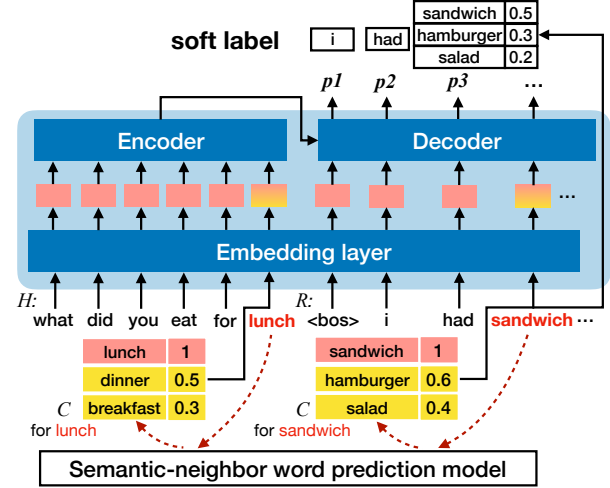 sandwich 0.5
soft label i had hamburger 0.3
salad 0.2
p1 p2 p3 ...
Encoder Decoder
...
Embedding layer
H: R:
what did you eat for lunch <bos> i had sandwich ...
lunch 1 sandwich 1
dinner 0.5 hamburger 0.6
C breakfast 0.3 C salad 0.4
for lunch for sandwich
Semantic-neighbor word prediction model